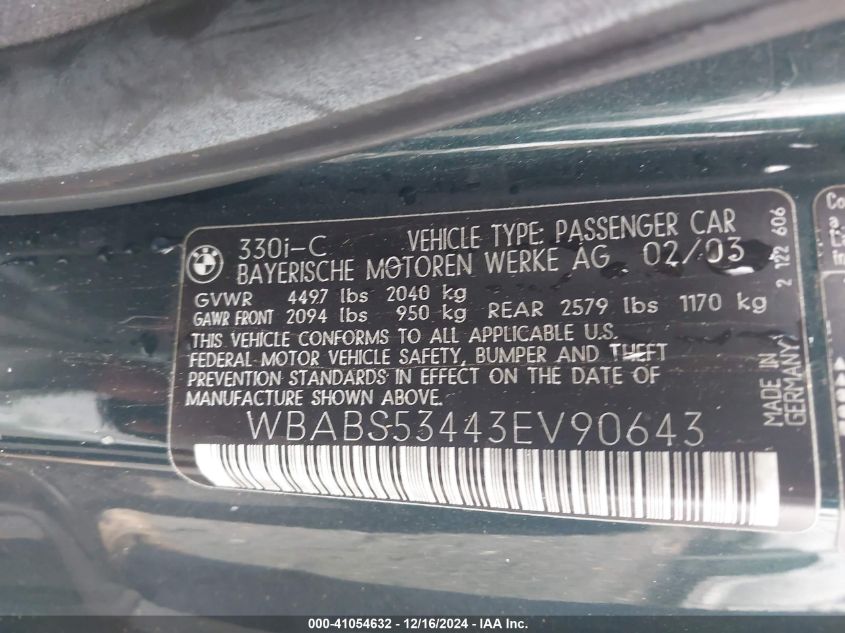 BMW
330i-C VEHICLE TYPE: PASSENGER CAR
BAYERISCHE MOTOREN WERKE AG 02/03
GVWR 4497 lbs 2040 kg
GAWR FRONT 2094 lbs 950 kg REAR 2579 lbs 1170 kg
THIS VEHICLE CONFORMS TO ALL APPLICABLE U.S.
FEDERAL MOTOR VEHICLE SAFETY, BUMPER AND THEFT
PREVENTION STANDARDS IN EFFECT ON THE DATE OF
MANUFACTURE SHOWN ABOVE.
WBABS53443EV90643
MADE IN
GERMANY
2 122 606
Co
000-41054632 - 12/16/2024 - IAA Inc.